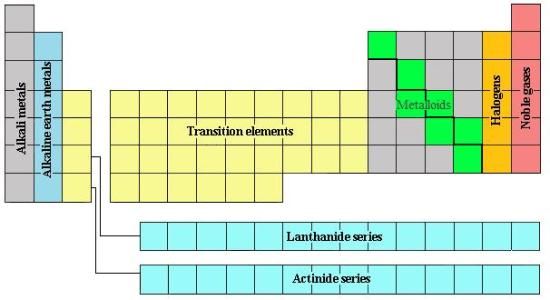 Alkali metals
Alkaline earth metals
Transition elements
Metalloids
Halogens
Noble gases
Lanthanide series
Actinide series